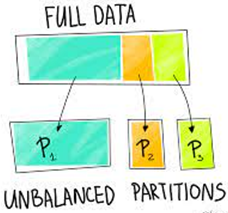 FULL DATA
P1 P2 P3
UNBALANCED PARTITIONS